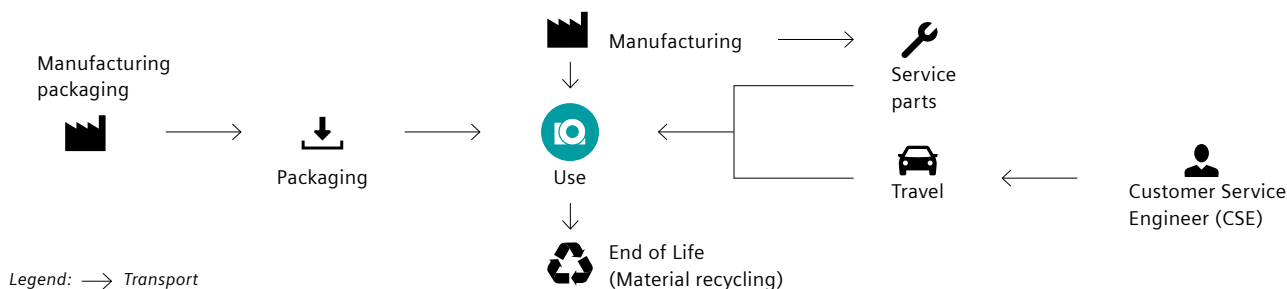 Manufacturing
packaging
Packaging
Manufacturing
Use
End of Life
(Material recycling)
Service
parts
Travel
Customer Service
Engineer (CSE)
Legend: → Transport